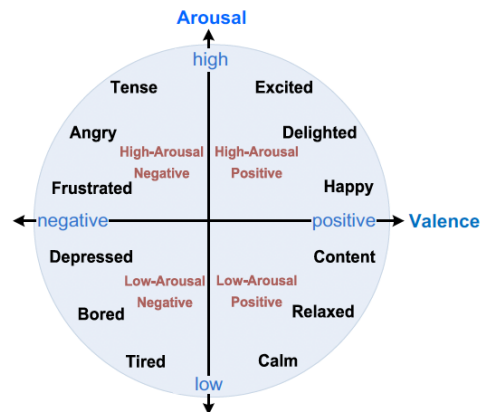 Arousal
high
Tense
Excited
Angry
Delighted
High-Arousal
Negative
High-Arousal
Positive
Frustrated
Happy
negative
positive
Valence
Depressed
Content
Low-Arousal
Negative
Low-Arousal
Positive
Bored
Relaxed
Tired
Calm
low